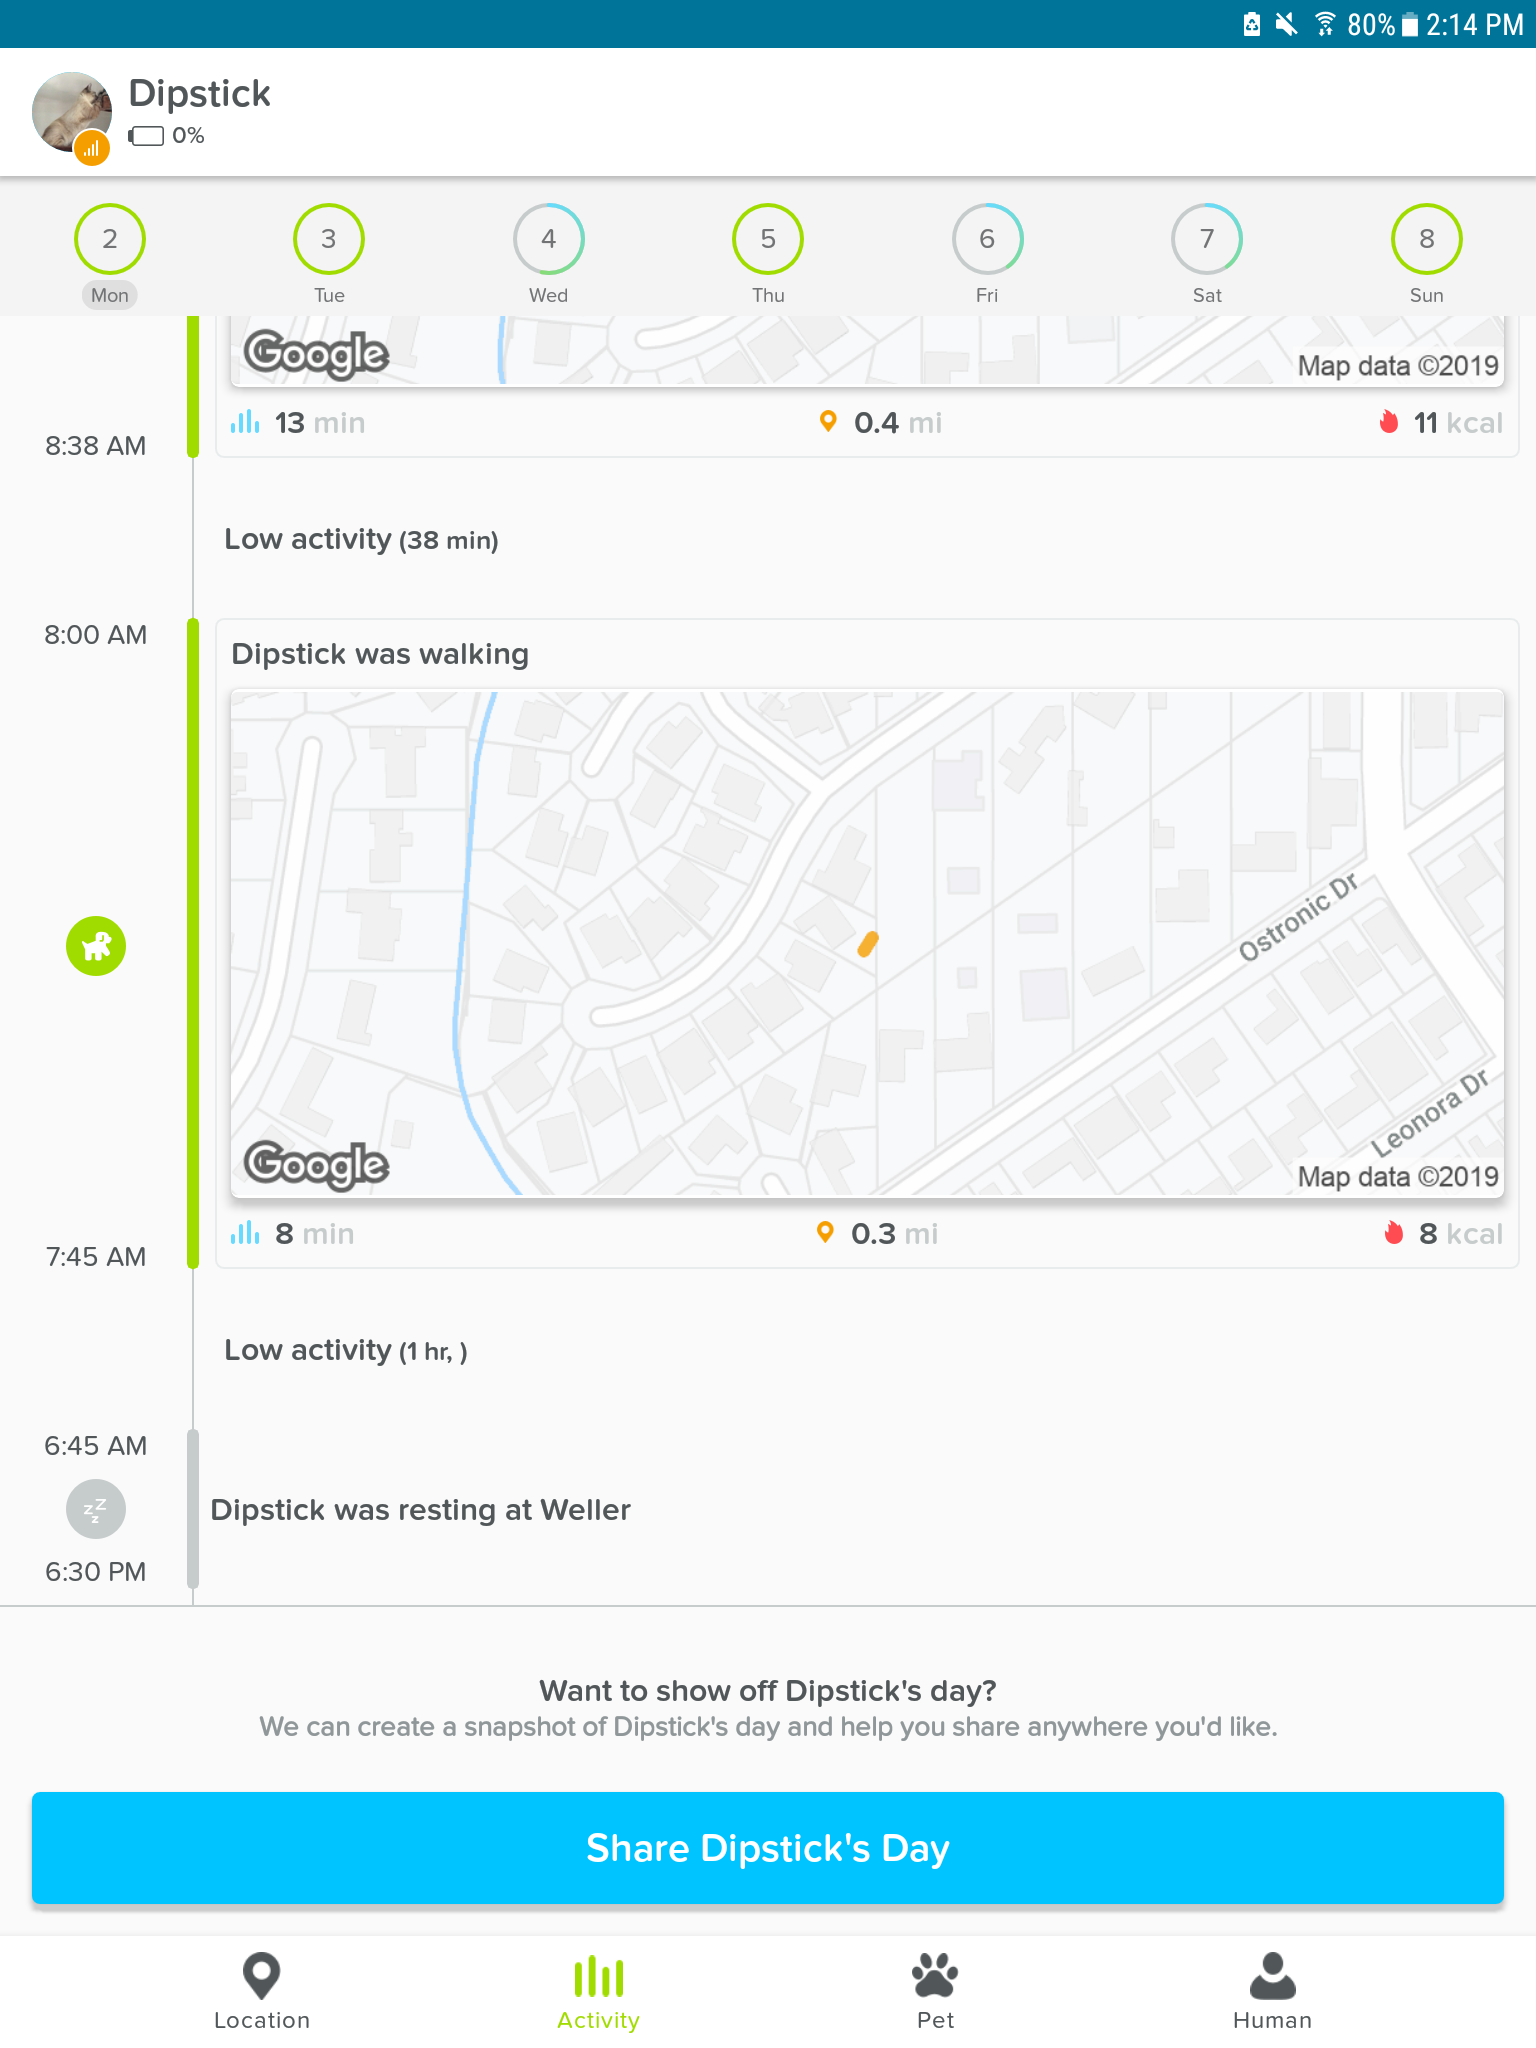 80% 2:14 PM
Dipstick
0%
2 3 4 5 6 7 8
Mon Tue Wed Thu Fri Sat Sun
Google
Map data ©2019
13 min 0.4 mi 11 kcal
8:38 AM
Low activity (38 min)
8:00 AM
Dipstick was walking
Ostronic Dr
Leonora Dr
Google
Map data ©2019
8 min 0.3 mi 8 kcal
7:45 AM
Low activity (1 hr, )
6:45 AM
zzz
Dipstick was resting at Weller
6:30 PM
Want to show off Dipstick's day?
We can create a snapshot of Dipstick's day and help you share anywhere you'd like.
Share Dipstick's Day
Location Activity Pet Human